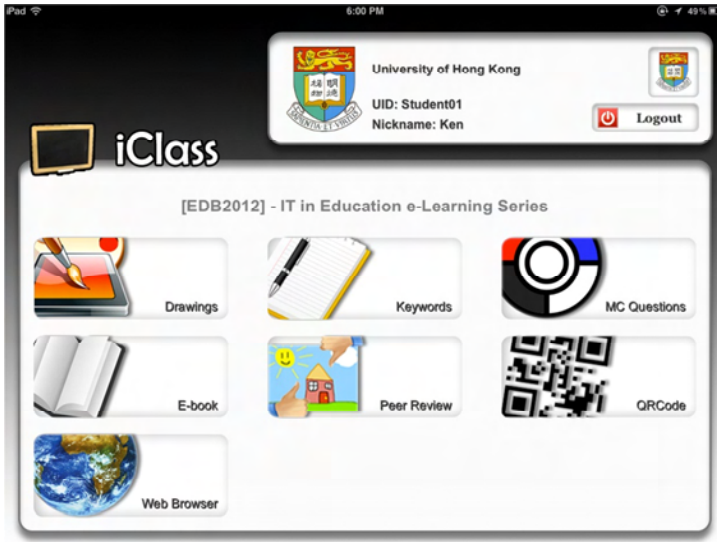 iPad 6:00 PM 49%
University of Hong Kong
UID: Student01
Nickname: Ken
Logout
iClass
[EDB2012] - IT in Education e-Learning Series
Drawings
Keywords
MC Questions
E-book
Peer Review
QRCode
Web Browser